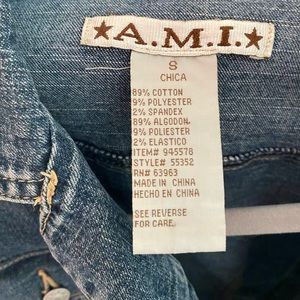 ★A.M.I.★
S
CHICA
89% COTTON
9% POLYESTER
2% SPANDEX
89% ALGODON
9% POLIESTER
2% ELASTICO
ITEM# 945578
STYLE# 55352
RN# 63963
MADE IN CHINA
HECHO EN CHINA
SEE REVERSE
FOR CARE.